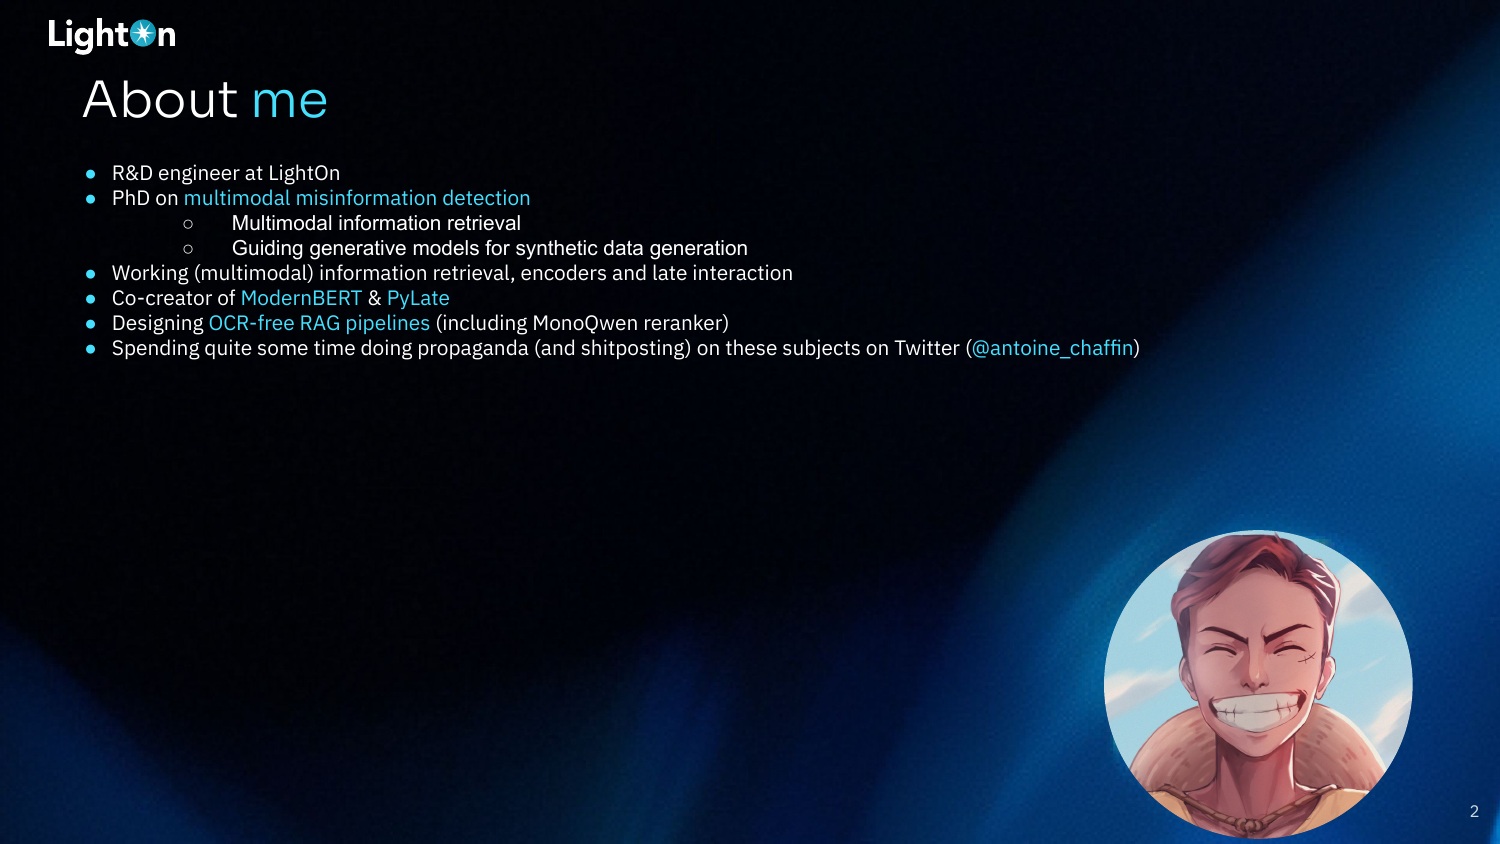 LightOn
About me
● R&D engineer at LightOn
● PhD on multimodal misinformation detection
○ Multimodal information retrieval
○ Guiding generative models for synthetic data generation
● Working (multimodal) information retrieval, encoders and late interaction
● Co-creator of ModernBERT & PyLate
● Designing OCR-free RAG pipelines (including MonoQwen reranker)
● Spending quite some time doing propaganda (and shitposting) on these subjects on Twitter (@antoine_chaffin)
2